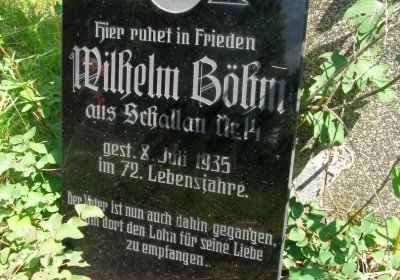 Hier ruhet in Frieden
Wilhelm Böhm
aus Schallan No. 14
gest. 8. Juli 1935
im 72. Lebensjahre.
Der Vater ist nun auch dahin gegangen,
um dort den Lohn für seine Liebe
zu empfangen.